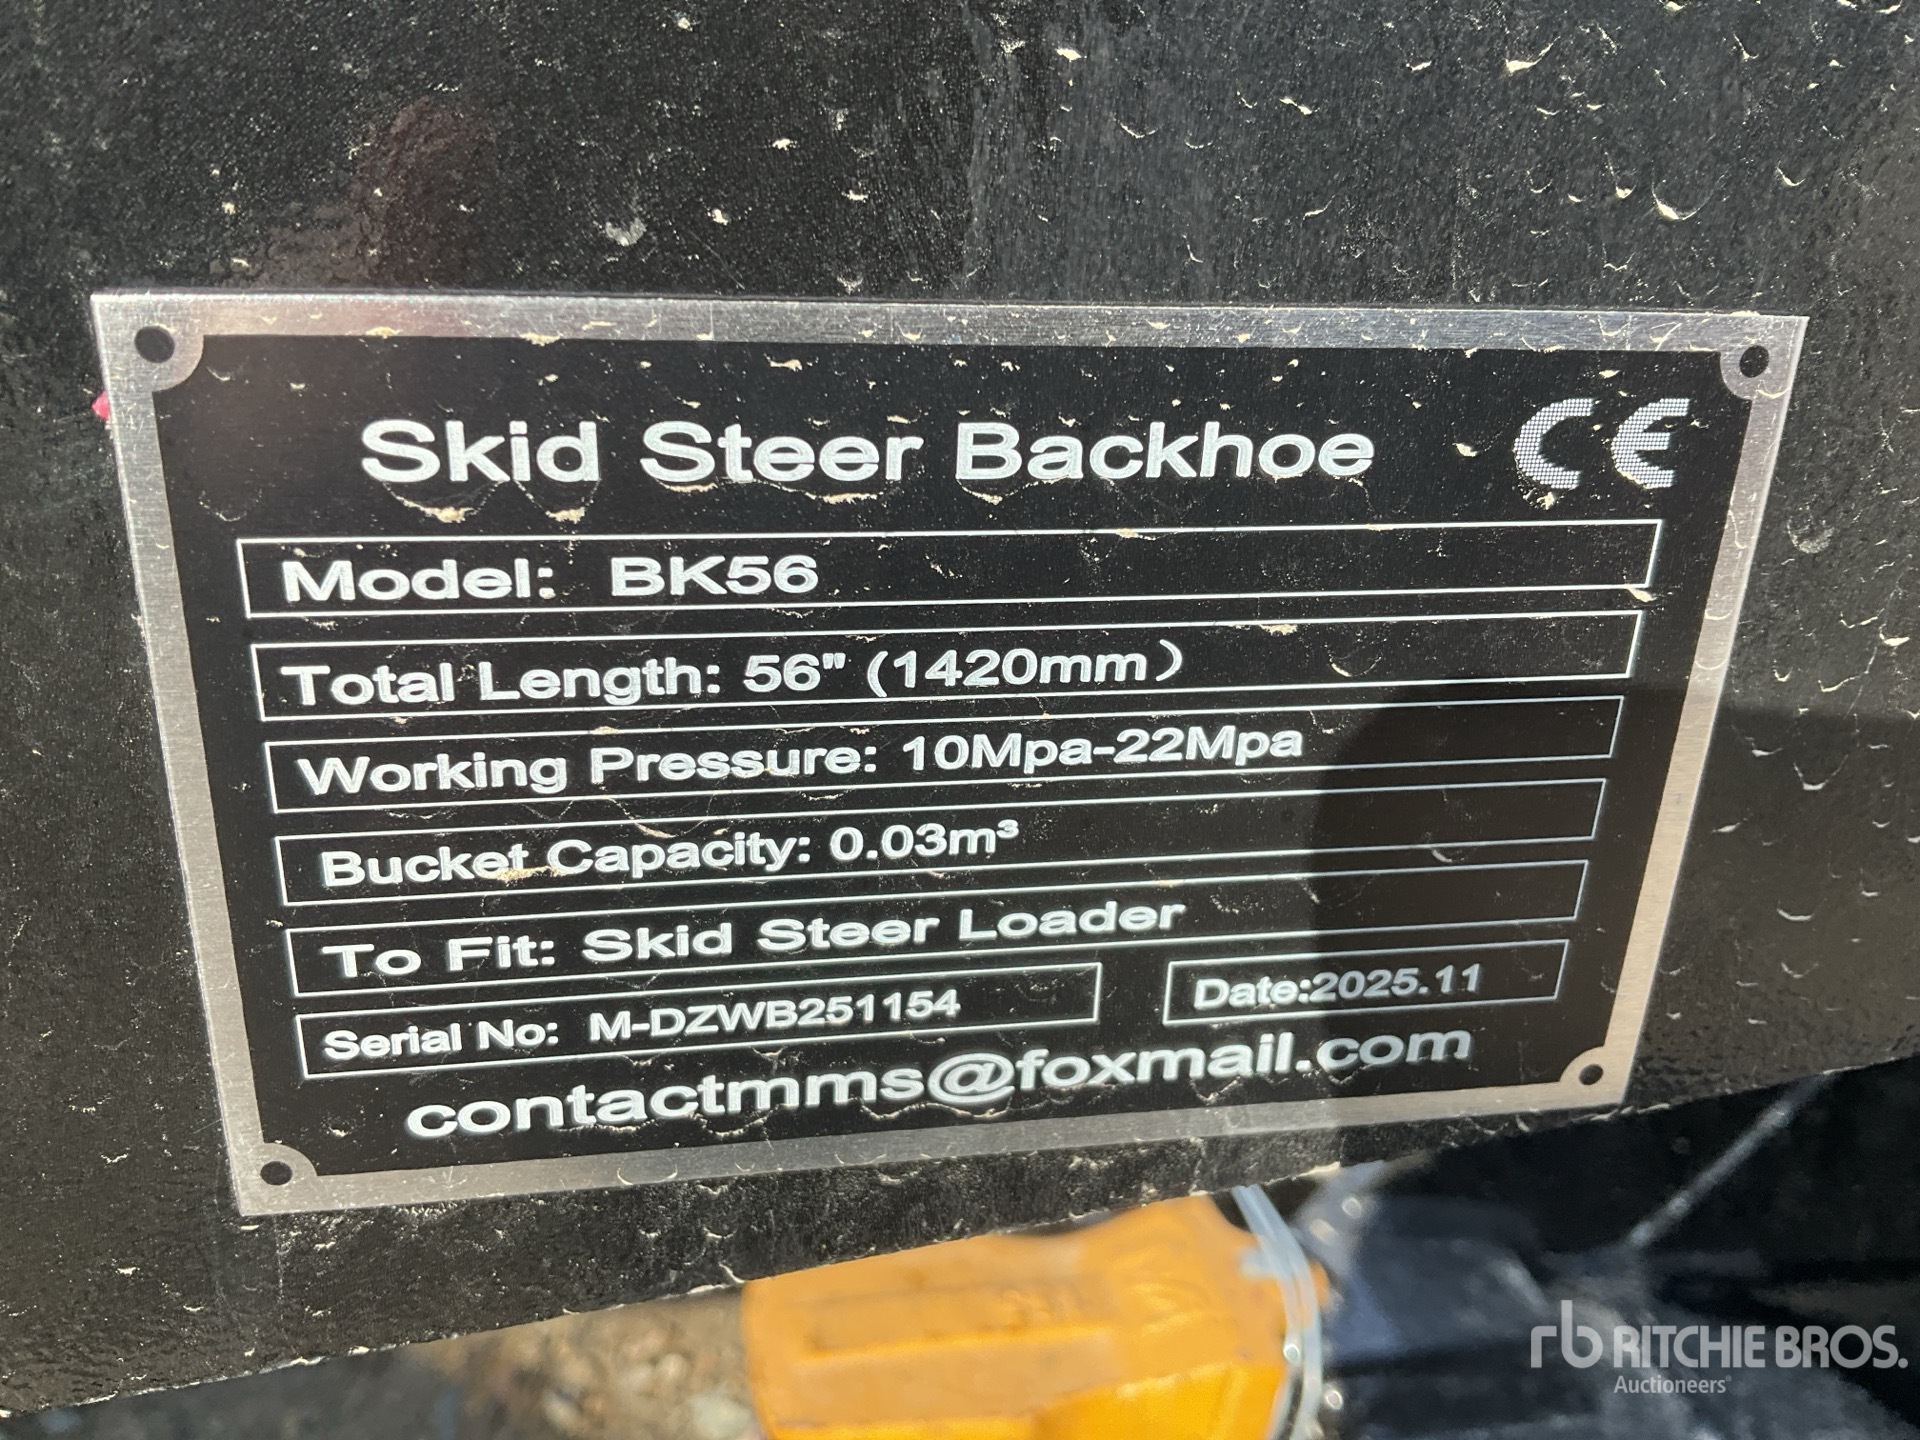 Skid Steer Backhoe CE
Model: BK56
Total Length: 56" (1420mm）
Working Pressure: 10Mpa-22Mpa
Bucket Capacity: 0.03m³
To Fit: Skid Steer Loader
Serial No: M-DZWB251154 Date:2025.11
contactmms@foxmail.com
rb RITCHIE BROS.
Auctioneers